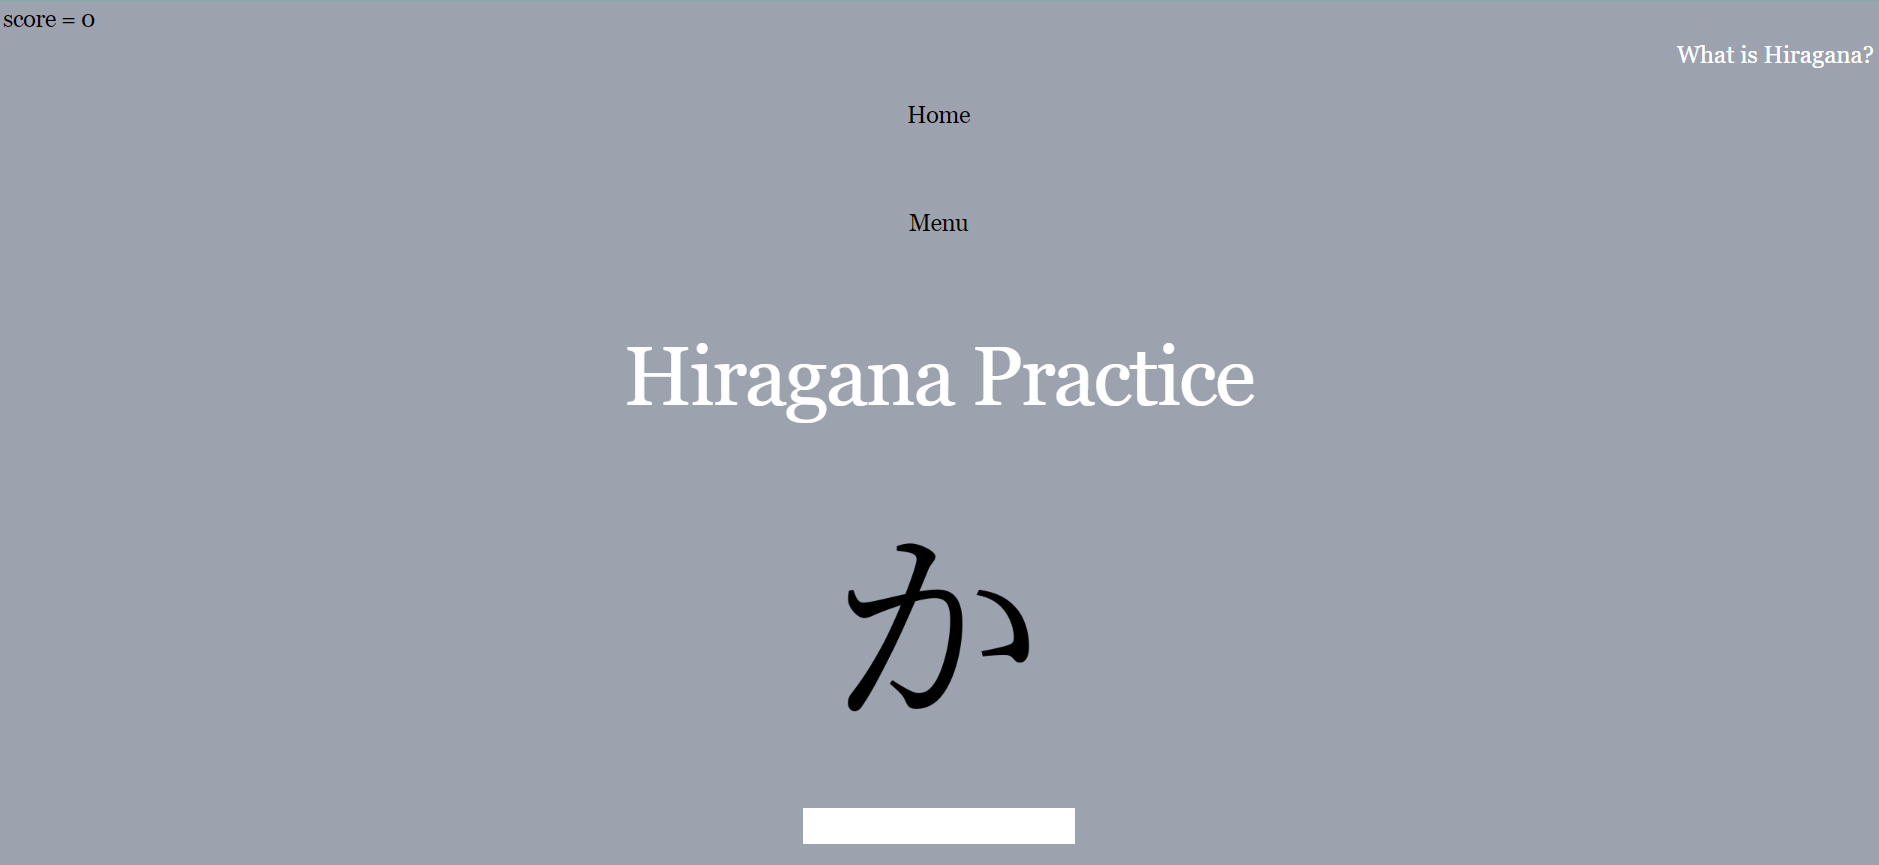 score = 0
What is Hiragana?
Home
Menu
Hiragana Practice
か